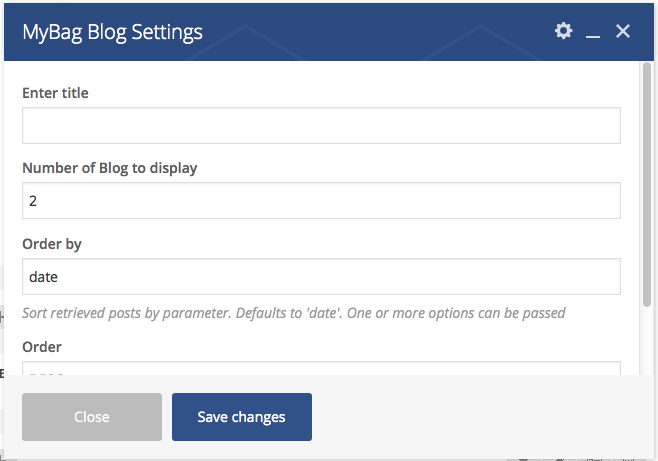 MyBag Blog Settings
Enter title
Number of Blog to display
2
Order by
date
Sort retrieved posts by parameter. Defaults to 'date'. One or more options can be passed
Order
Close
Save changes